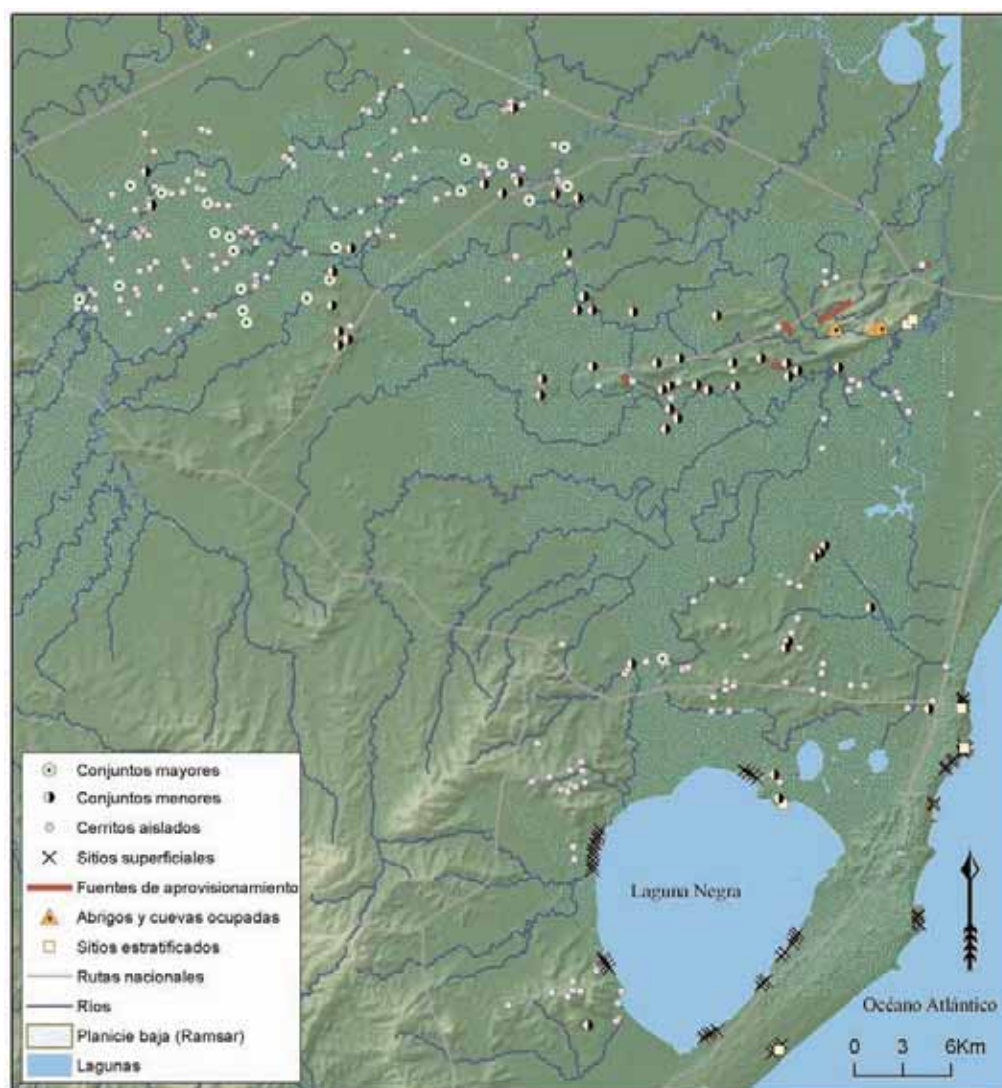 Conjuntos mayores
Conjuntos menores
Cerritos aislados
Sitios superficiales
Fuentes de aprovisionamiento
Abrigos y cuevas ocupadas
Sitios estratificados
Rutas nacionales
Ríos
Planicie baja (Ramsar)
Lagunas
Laguna Negra
Océano Atlántico
0 3 6Km